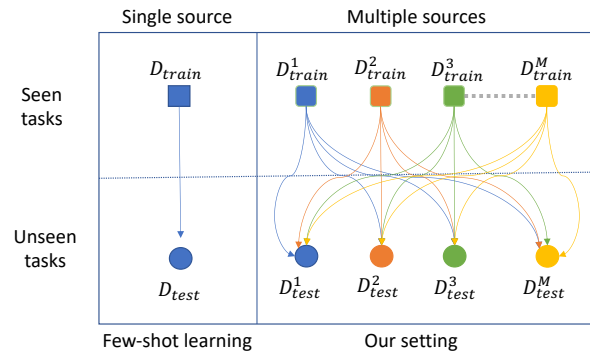 Single source
Multiple sources
D_train
D^1_train
D^2_train
D^3_train
D^M_train
Seen tasks
Unseen tasks
D_test
D^1_test
D^2_test
D^3_test
D^M_test
Few-shot learning
Our setting